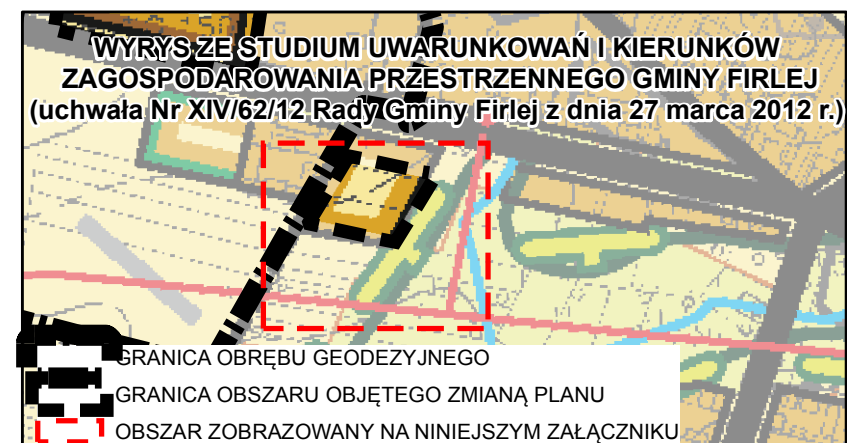 WYRYS ZE STUDIUM UWARUNKOWAŃ I KIERUNKÓW
ZAGOSPODAROWANIA PRZESTRZENNEGO GMINY FIRLEJ
(uchwała Nr XIV/62/12 Rady Gminy Firlej z dnia 27 marca 2012 r.)
GRANICA OBRĘBU GEODEZYJNEGO
GRANICA OBSZARU OBJĘTEGO ZMIANĄ PLANU
OBSZAR ZOBRAZOWANY NA NINIEJSZYM ZAŁĄCZNIKU